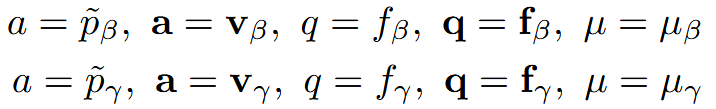 a = p̃_β, 𝐚 = 𝐯_β, q = f_β, 𝐪 = 𝐟_β, μ = μ_β
a = p̃_γ, 𝐚 = 𝐯_γ, q = f_γ, 𝐪 = 𝐟_γ, μ = μ_γ